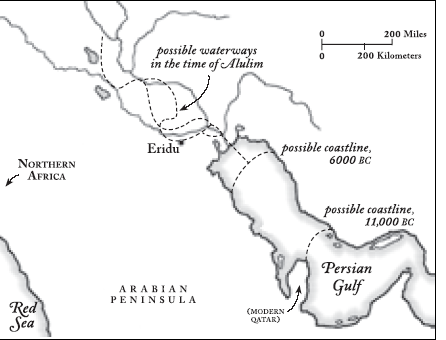 0 200 Miles
0 200 Kilometers
possible waterways
in the time of Alulim
Eridu
possible coastline,
6000 BC
NORTHERN
AFRICA
possible coastline,
11,000 BC
Persian
Gulf
ARABIAN
PENINSULA
(MODERN
QATAR)
Red
Sea